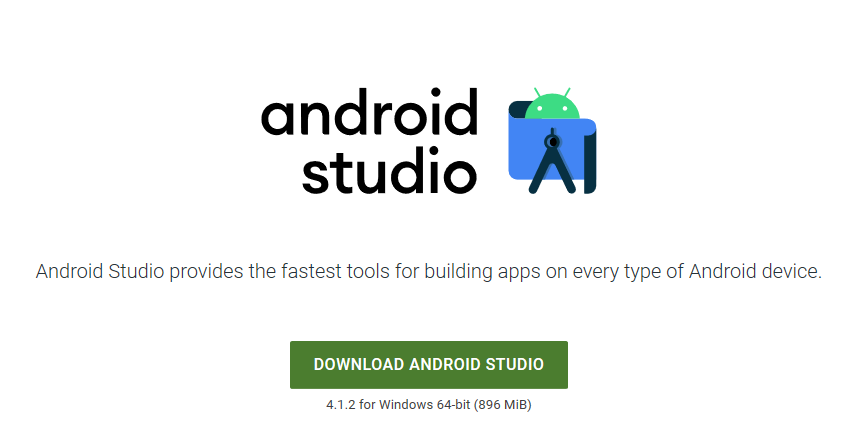 android
studio
Android Studio provides the fastest tools for building apps on every type of Android device.
DOWNLOAD ANDROID STUDIO
4.1.2 for Windows 64-bit (896 MiB)